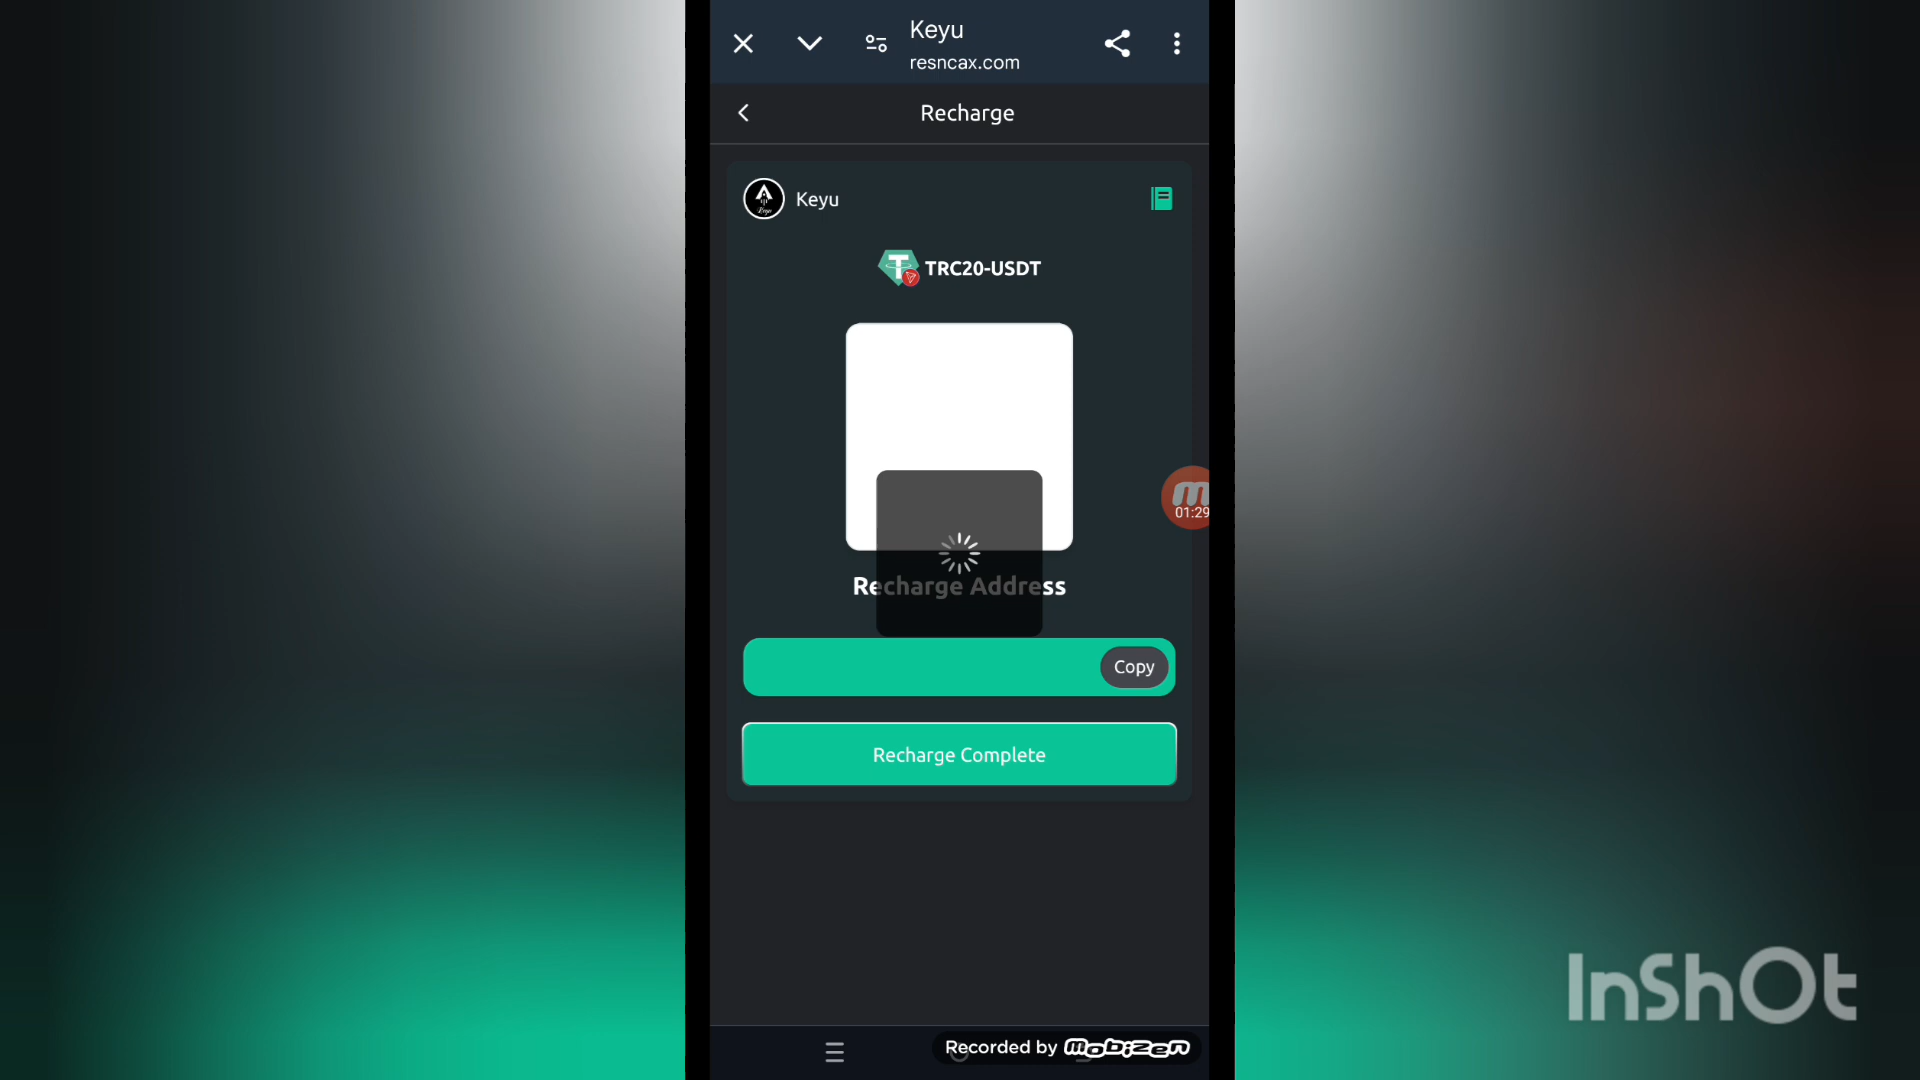 Keyu
resncax.com
Recharge
Keyu
TRC20-USDT
01:29
Recharge Address
Copy
Recharge Complete
Recorded by mobizen
InShOt